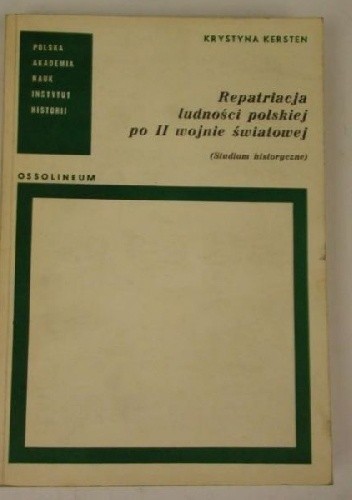 POLSKA
AKADEMIA
NAUK
INSTYTUT
HISTORII
KRYSTYNA KERSTEN
Repatriacja
ludności polskiej
po II wojnie światowej
(Studium historyczne)
OSSOLINEUM